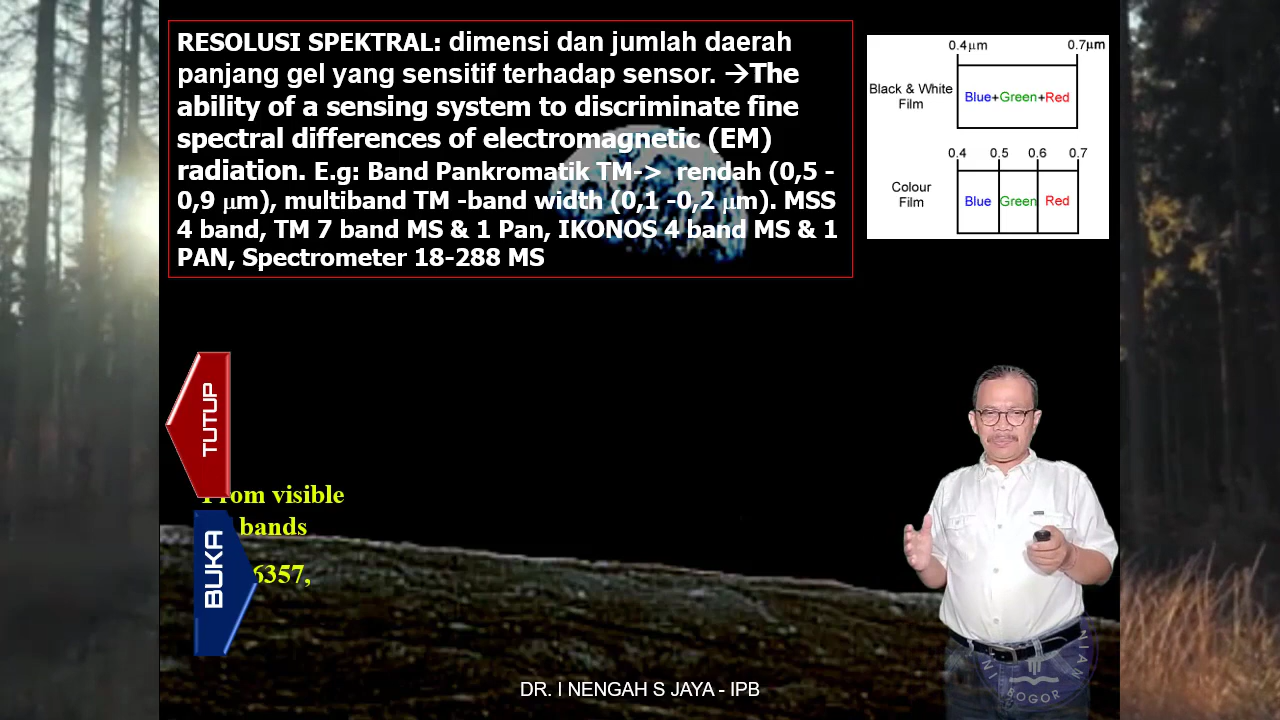 RESOLUSI SPEKTRAL: dimensi dan jumlah daerah
panjang gel yang sensitif terhadap sensor. →The
ability of a sensing system to discriminate fine
spectral differences of electromagnetic (EM)
radiation. E.g: Band Pankromatik TM-> rendah (0,5 -
0,9 μm), multiband TM -band width (0,1 -0,2 μm). MSS
4 band, TM 7 band MS & 1 Pan, IKONOS 4 band MS & 1
PAN, Spectrometer 18-288 MS
0.4μm 0.7μm
Black & White
Film
Blue+Green+Red
0.4 0.5 0.6 0.7
Colour
Film
Blue Green Red
TUTUP
From visible
bands
BUKA
6357,
DR. I NENGAH S JAYA - IPB
BOGOR